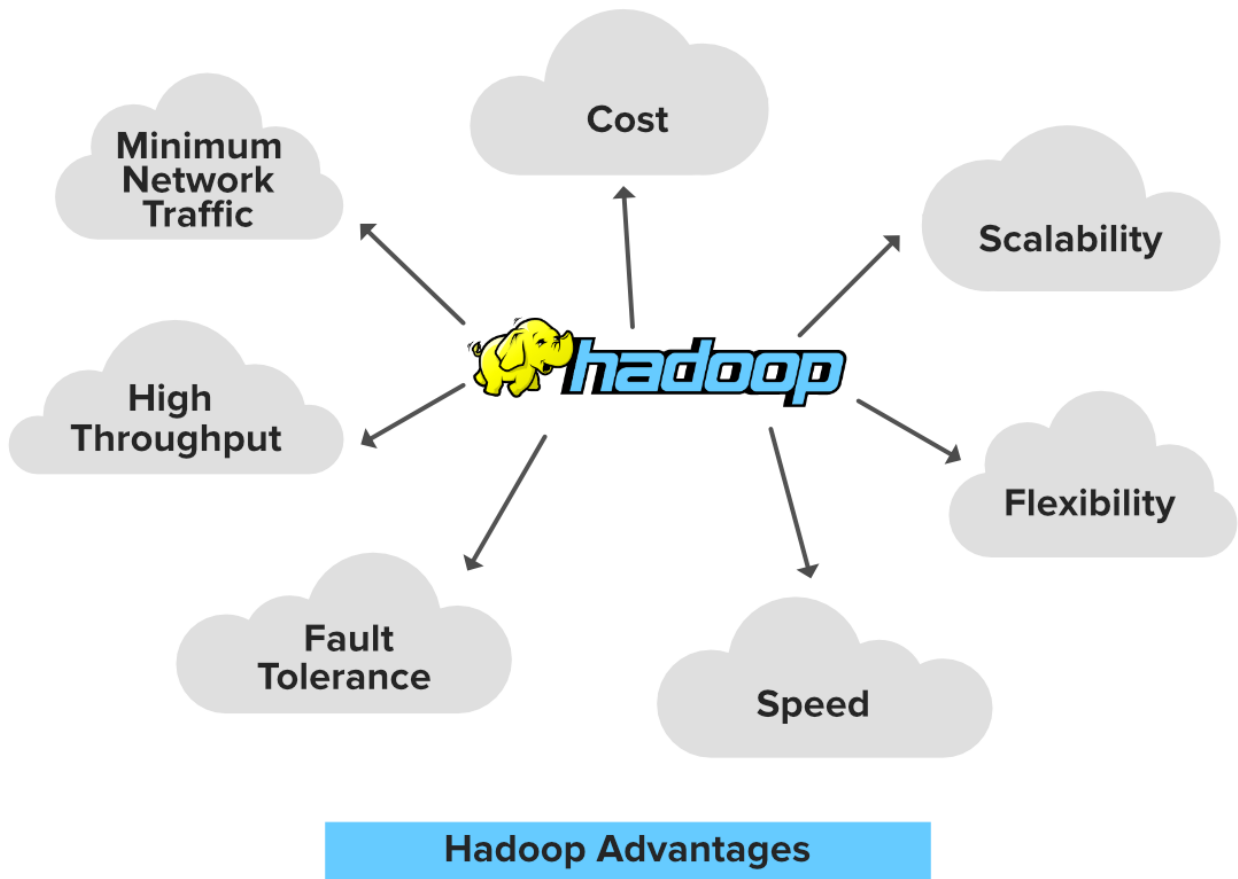 Cost
Minimum
Network
Traffic
Scalability
hadoop
High
Throughput
Flexibility
Fault
Tolerance
Speed
Hadoop Advantages